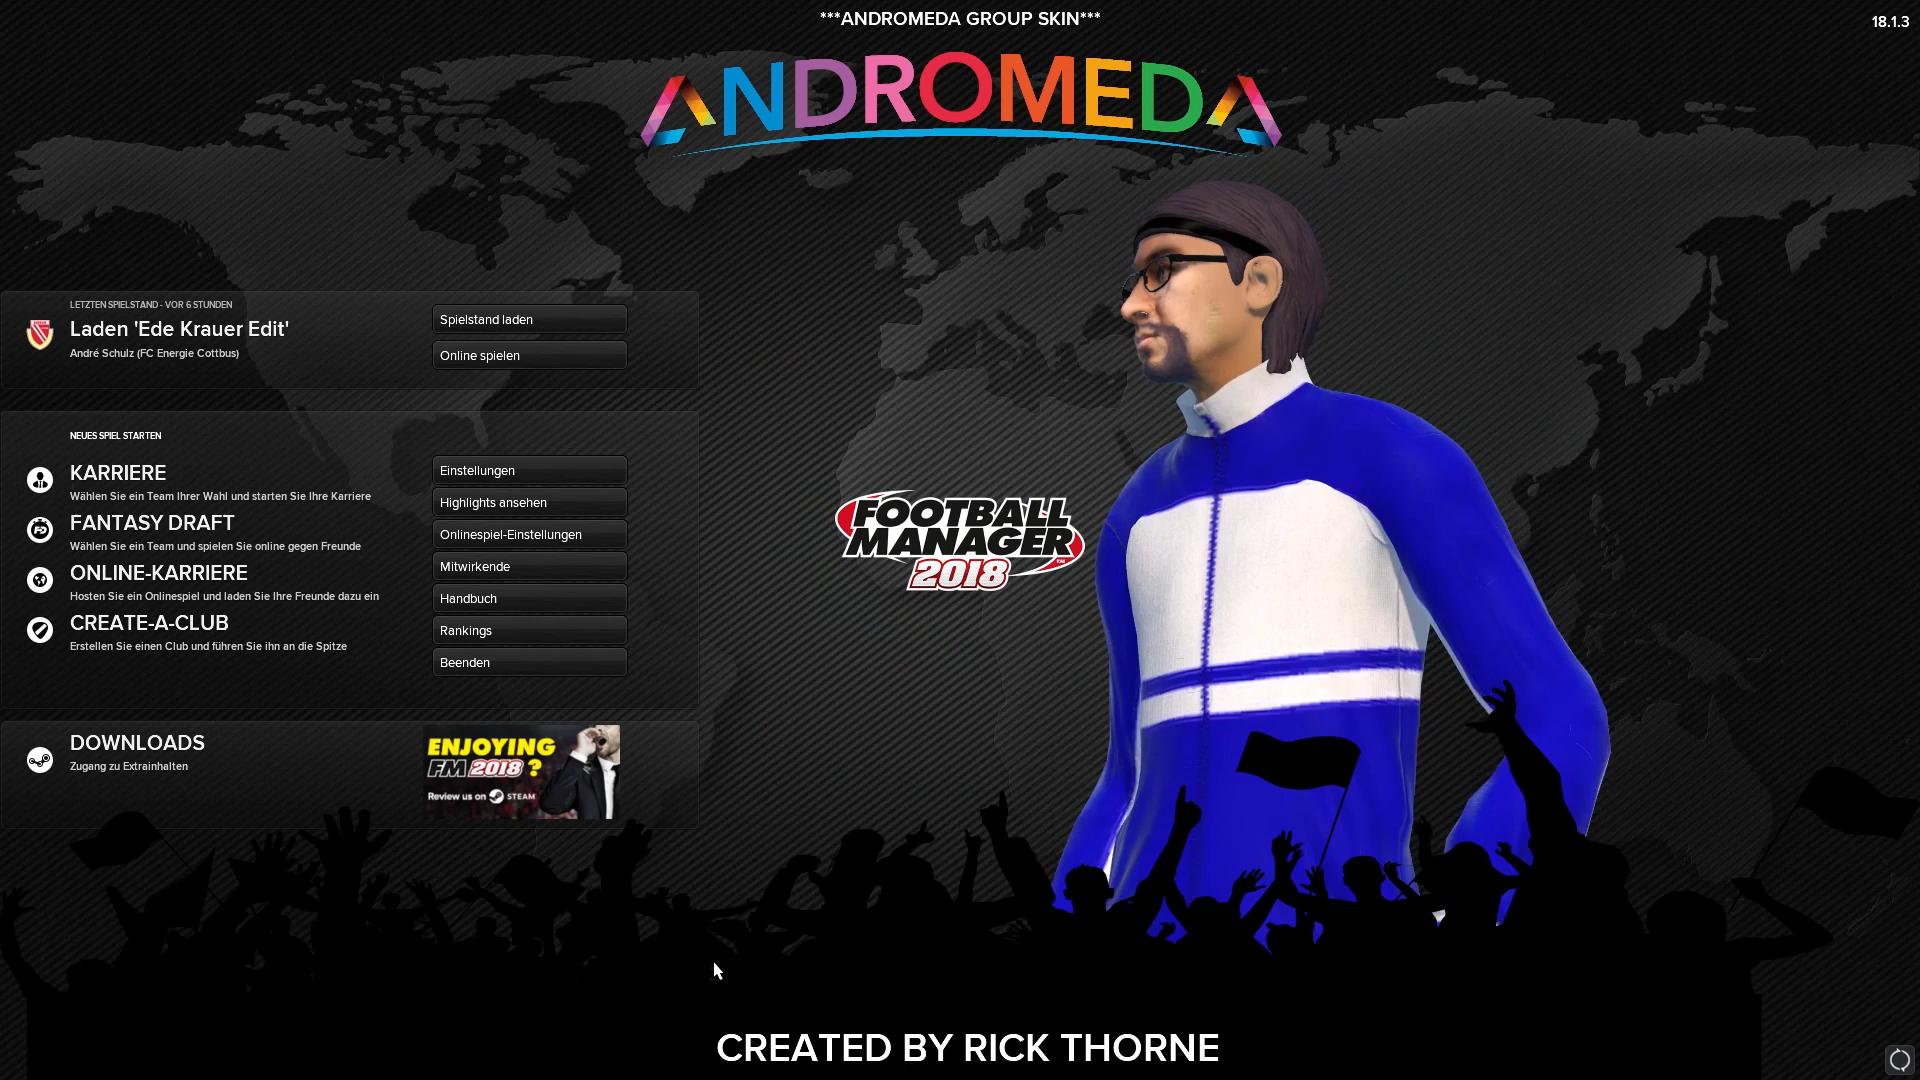 ***ANDROMEDA GROUP SKIN***
18.1.3
ANDROMEDA
LETZTEN SPIELSTAND - VOR 6 STUNDEN
Laden 'Ede Krauer Edit'
André Schulz (FC Energie Cottbus)
Spielstand laden
Online spielen
NEUES SPIEL STARTEN
KARRIERE
Wählen Sie ein Team Ihrer Wahl und starten Sie Ihre Karriere
FANTASY DRAFT
Wählen Sie ein Team und spielen Sie online gegen Freunde
ONLINE-KARRIERE
Hosten Sie ein Onlinespiel und laden Sie Ihre Freunde dazu ein
CREATE-A-CLUB
Erstellen Sie einen Club und führen Sie ihn an die Spitze
Einstellungen
Highlights ansehen
Onlinespiel-Einstellungen
Mitwirkende
Handbuch
Rankings
Beenden
FOOTBALL
MANAGER
2018
DOWNLOADS
Zugang zu Extrainhalten
ENJOYING
FM 2018 ?
Review us on STEAM
CREATED BY RICK THORNE